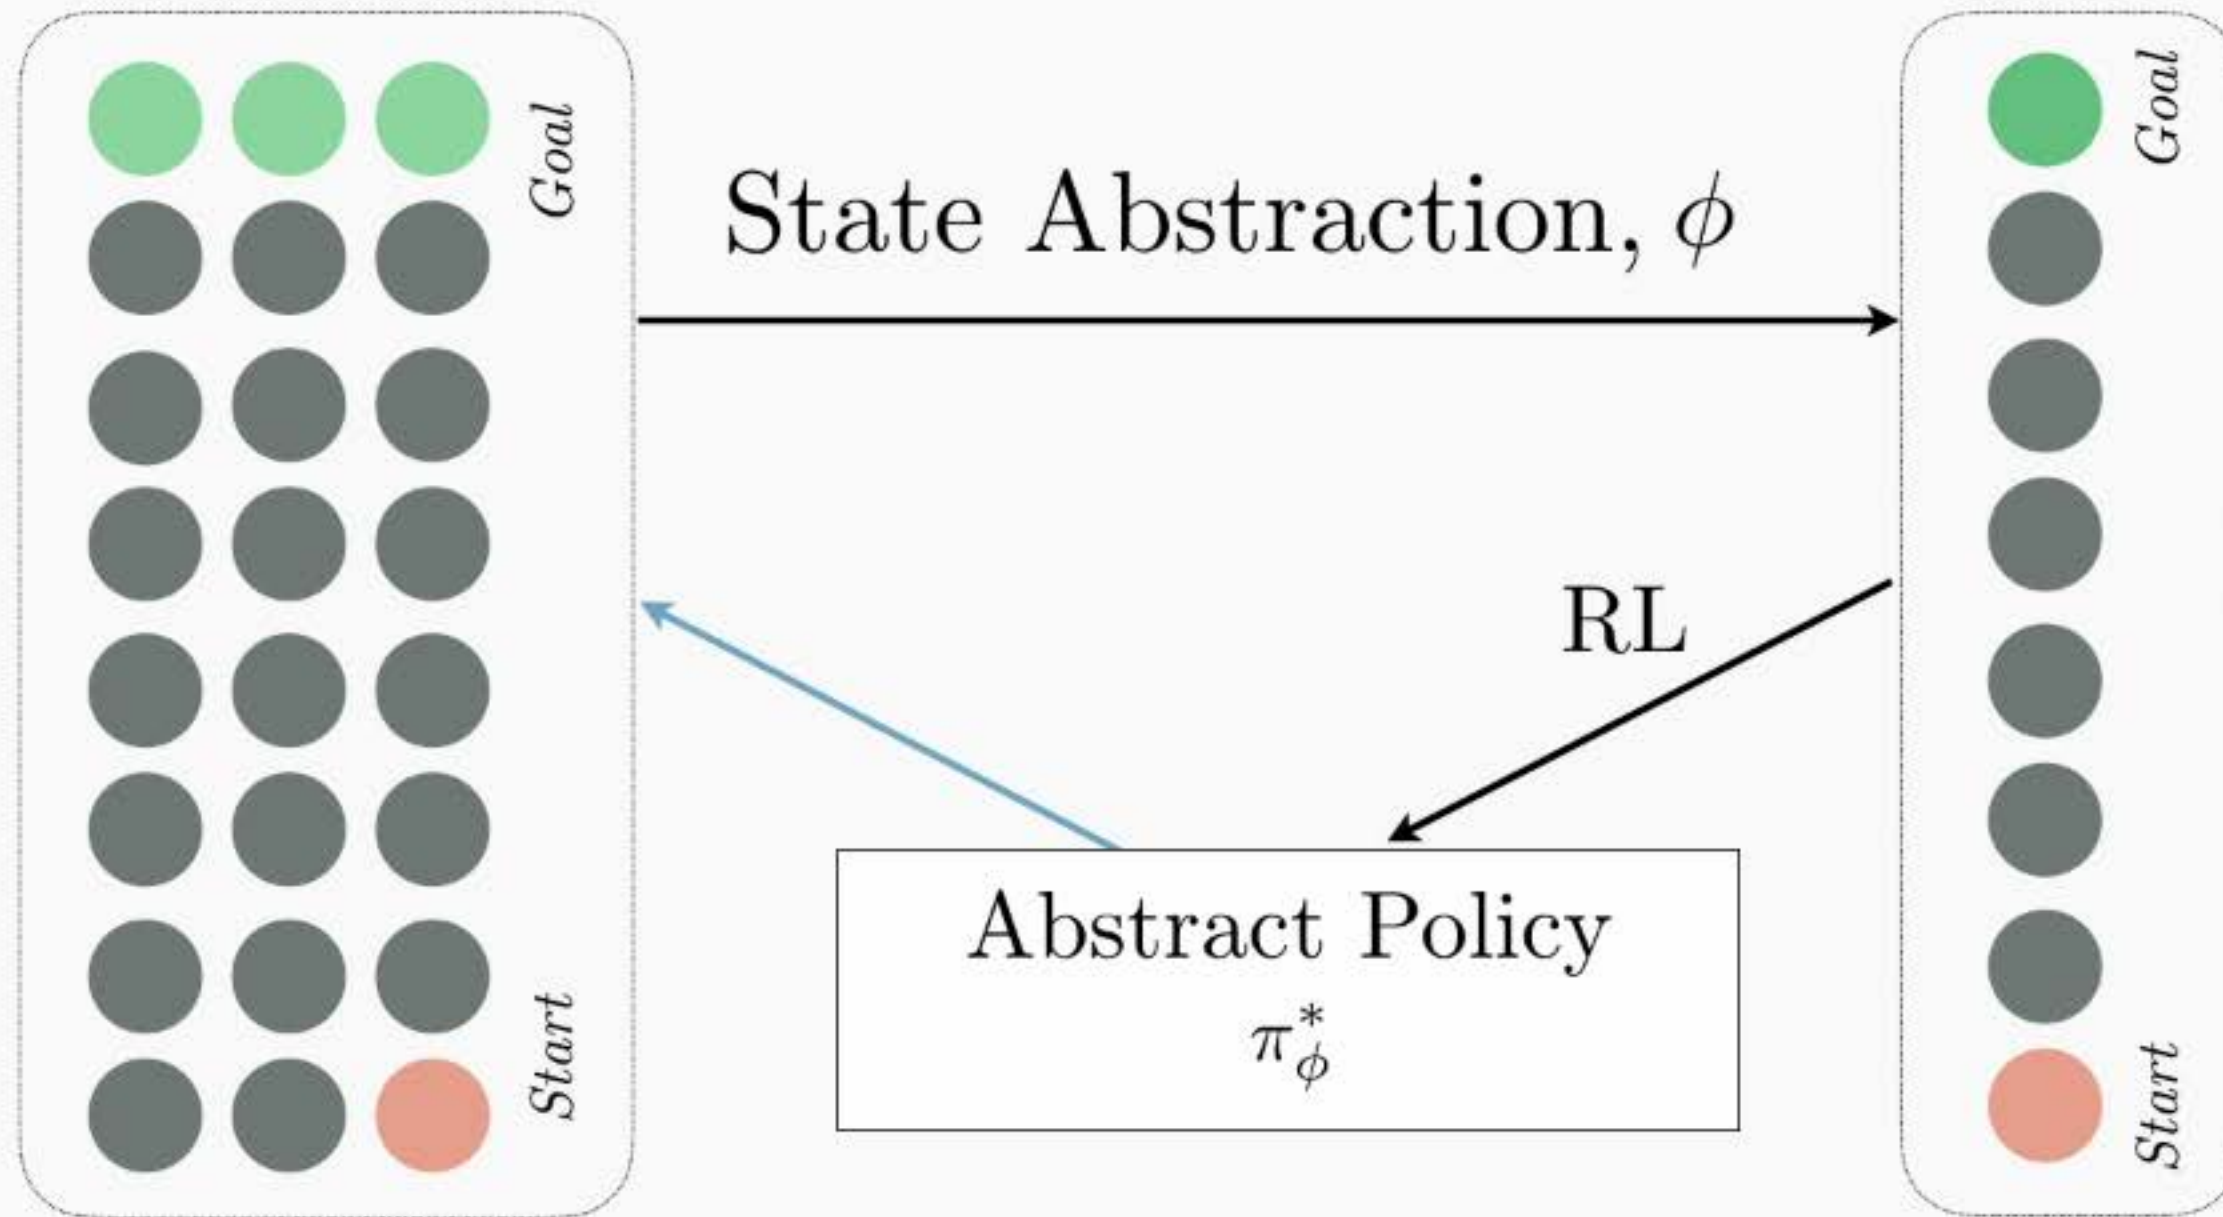 Goal
Start
State Abstraction, ϕ
RL
Abstract Policy
π*ϕ
Goal
Start